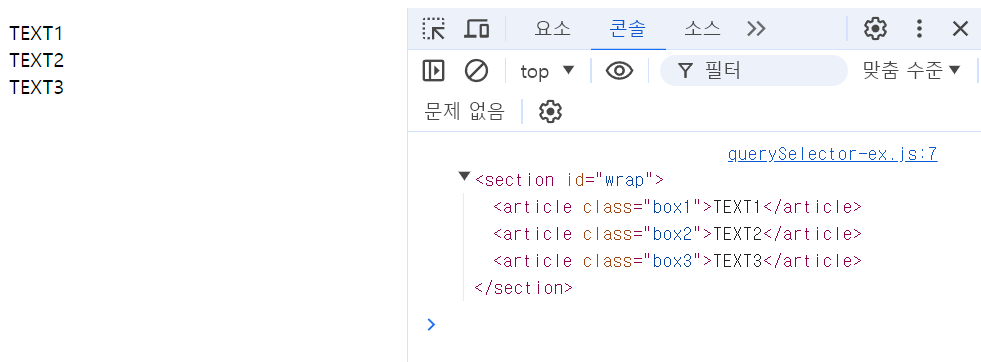 TEXT1
TEXT2
TEXT3
요소 콘솔 소스
top 필터 맞춤 수준
문제 없음
querySelector-ex.js:7
<section id="wrap">
<article class="box1">TEXT1</article>
<article class="box2">TEXT2</article>
<article class="box3">TEXT3</article>
</section>